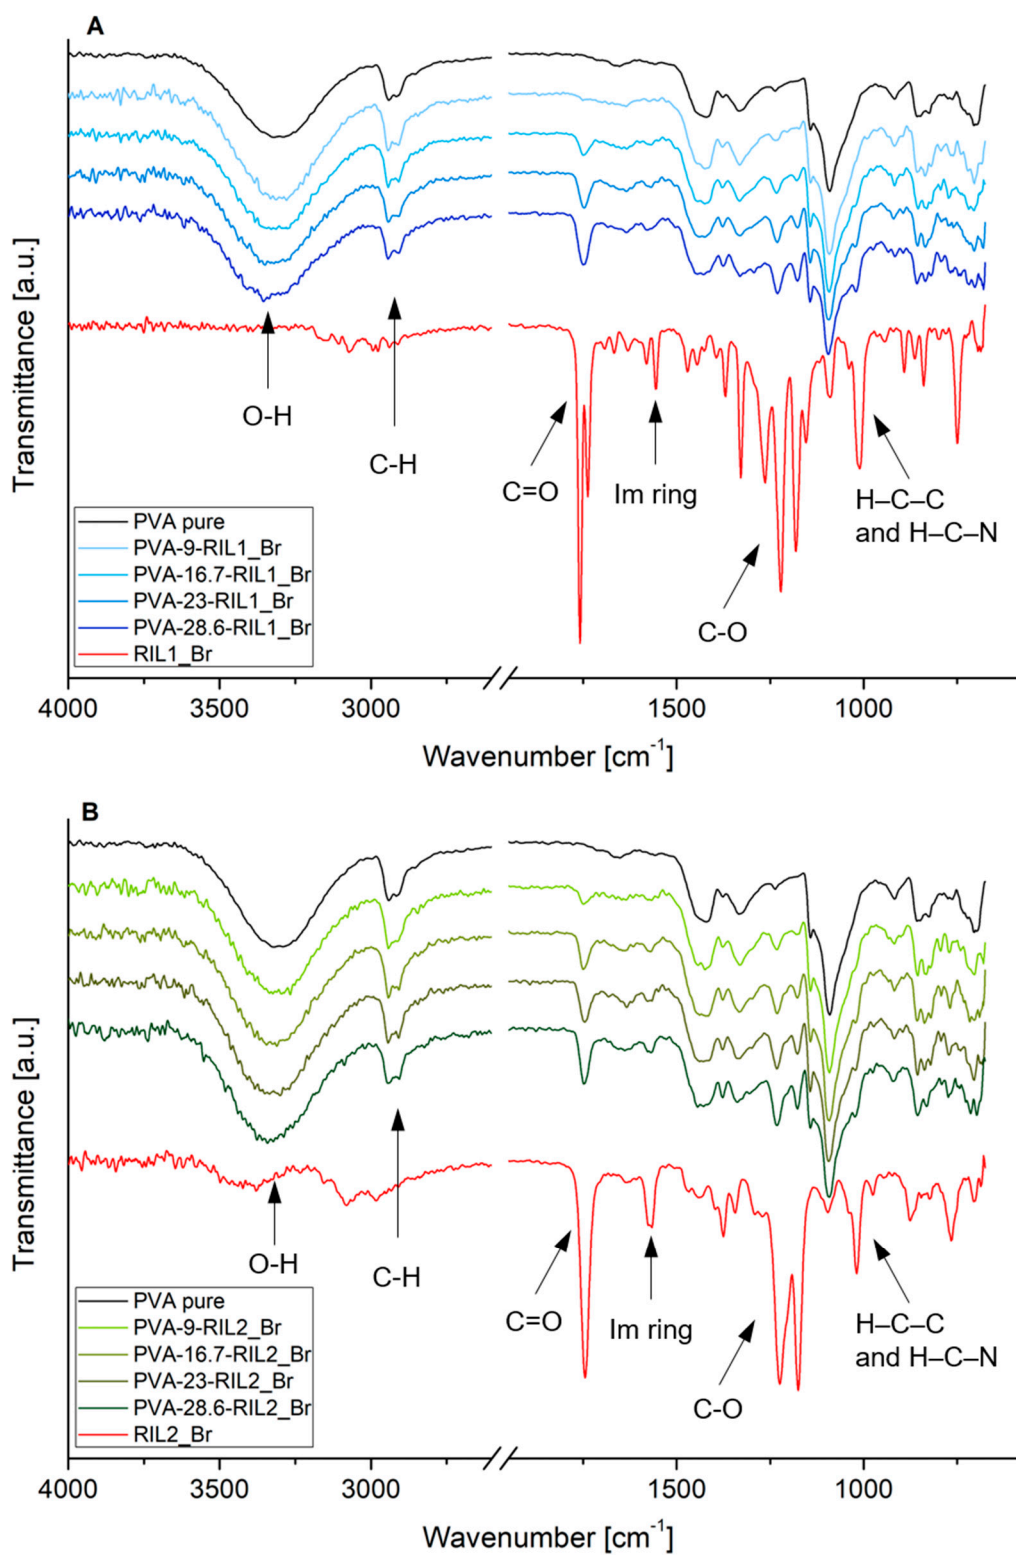 A
Transmittance [a.u.]
O-H
C-H
C=O
Im ring
C-O
H–C–C
and H–C–N
PVA pure
PVA-9-RIL1_Br
PVA-16.7-RIL1_Br
PVA-23-RIL1_Br
PVA-28.6-RIL1_Br
RIL1_Br
4000 3500 3000 1500 1000
Wavenumber [cm-1]
B
Transmittance [a.u.]
O-H
C-H
C=O
Im ring
C-O
H–C–C
and H–C–N
PVA pure
PVA-9-RIL2_Br
PVA-16.7-RIL2_Br
PVA-23-RIL2_Br
PVA-28.6-RIL2_Br
RIL2_Br
4000 3500 3000 1500 1000
Wavenumber [cm-1]